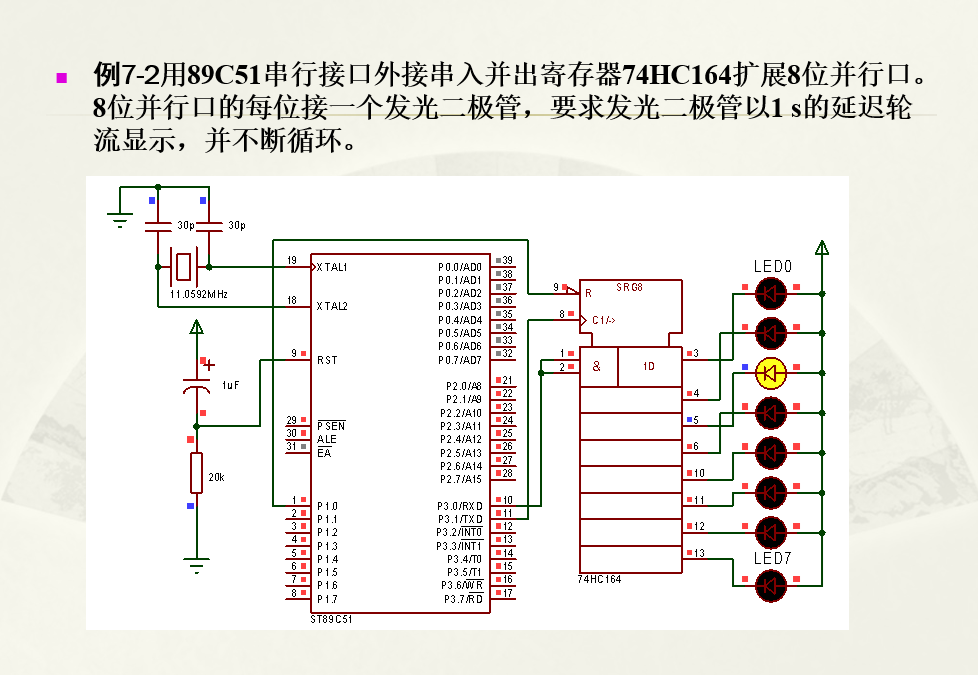 例7-2用89C51串行接口外接串入并出寄存器74HC164扩展8位并行口。
8位并行口的每位接一个发光二极管，要求发光二极管以1 s的延迟轮
流显示，并不断循环。
30p
30p
11.0592MHz
1uF
20k
19
XTAL1
18
XTAL2
9
RST
29
PSEN
30
ALE
31
EA
1
P1.0
2
P1.1
3
P1.2
4
P1.3
5
P1.4
6
P1.5
7
P1.6
8
P1.7
P0.0/AD0
39
P0.1/AD1
38
P0.2/AD2
37
P0.3/AD3
36
P0.4/AD4
35
P0.5/AD5
34
P0.6/AD6
33
P0.7/AD7
32
P2.0/A8
21
P2.1/A9
22
P2.2/A10
23
P2.3/A11
24
P2.4/A12
25
P2.5/A13
26
P2.6/A14
27
P2.7/A15
28
P3.0/RXD
10
P3.1/TXD
11
P3.2/INT0
12
P3.3/INT1
13
P3.4/T0
14
P3.5/T1
15
P3.6/WR
16
P3.7/RD
17
ST89C51
9
R
SRG8
8
C1/->
1
2
&
1D
3
4
5
6
10
11
12
13
74HC164
LED0
LED7